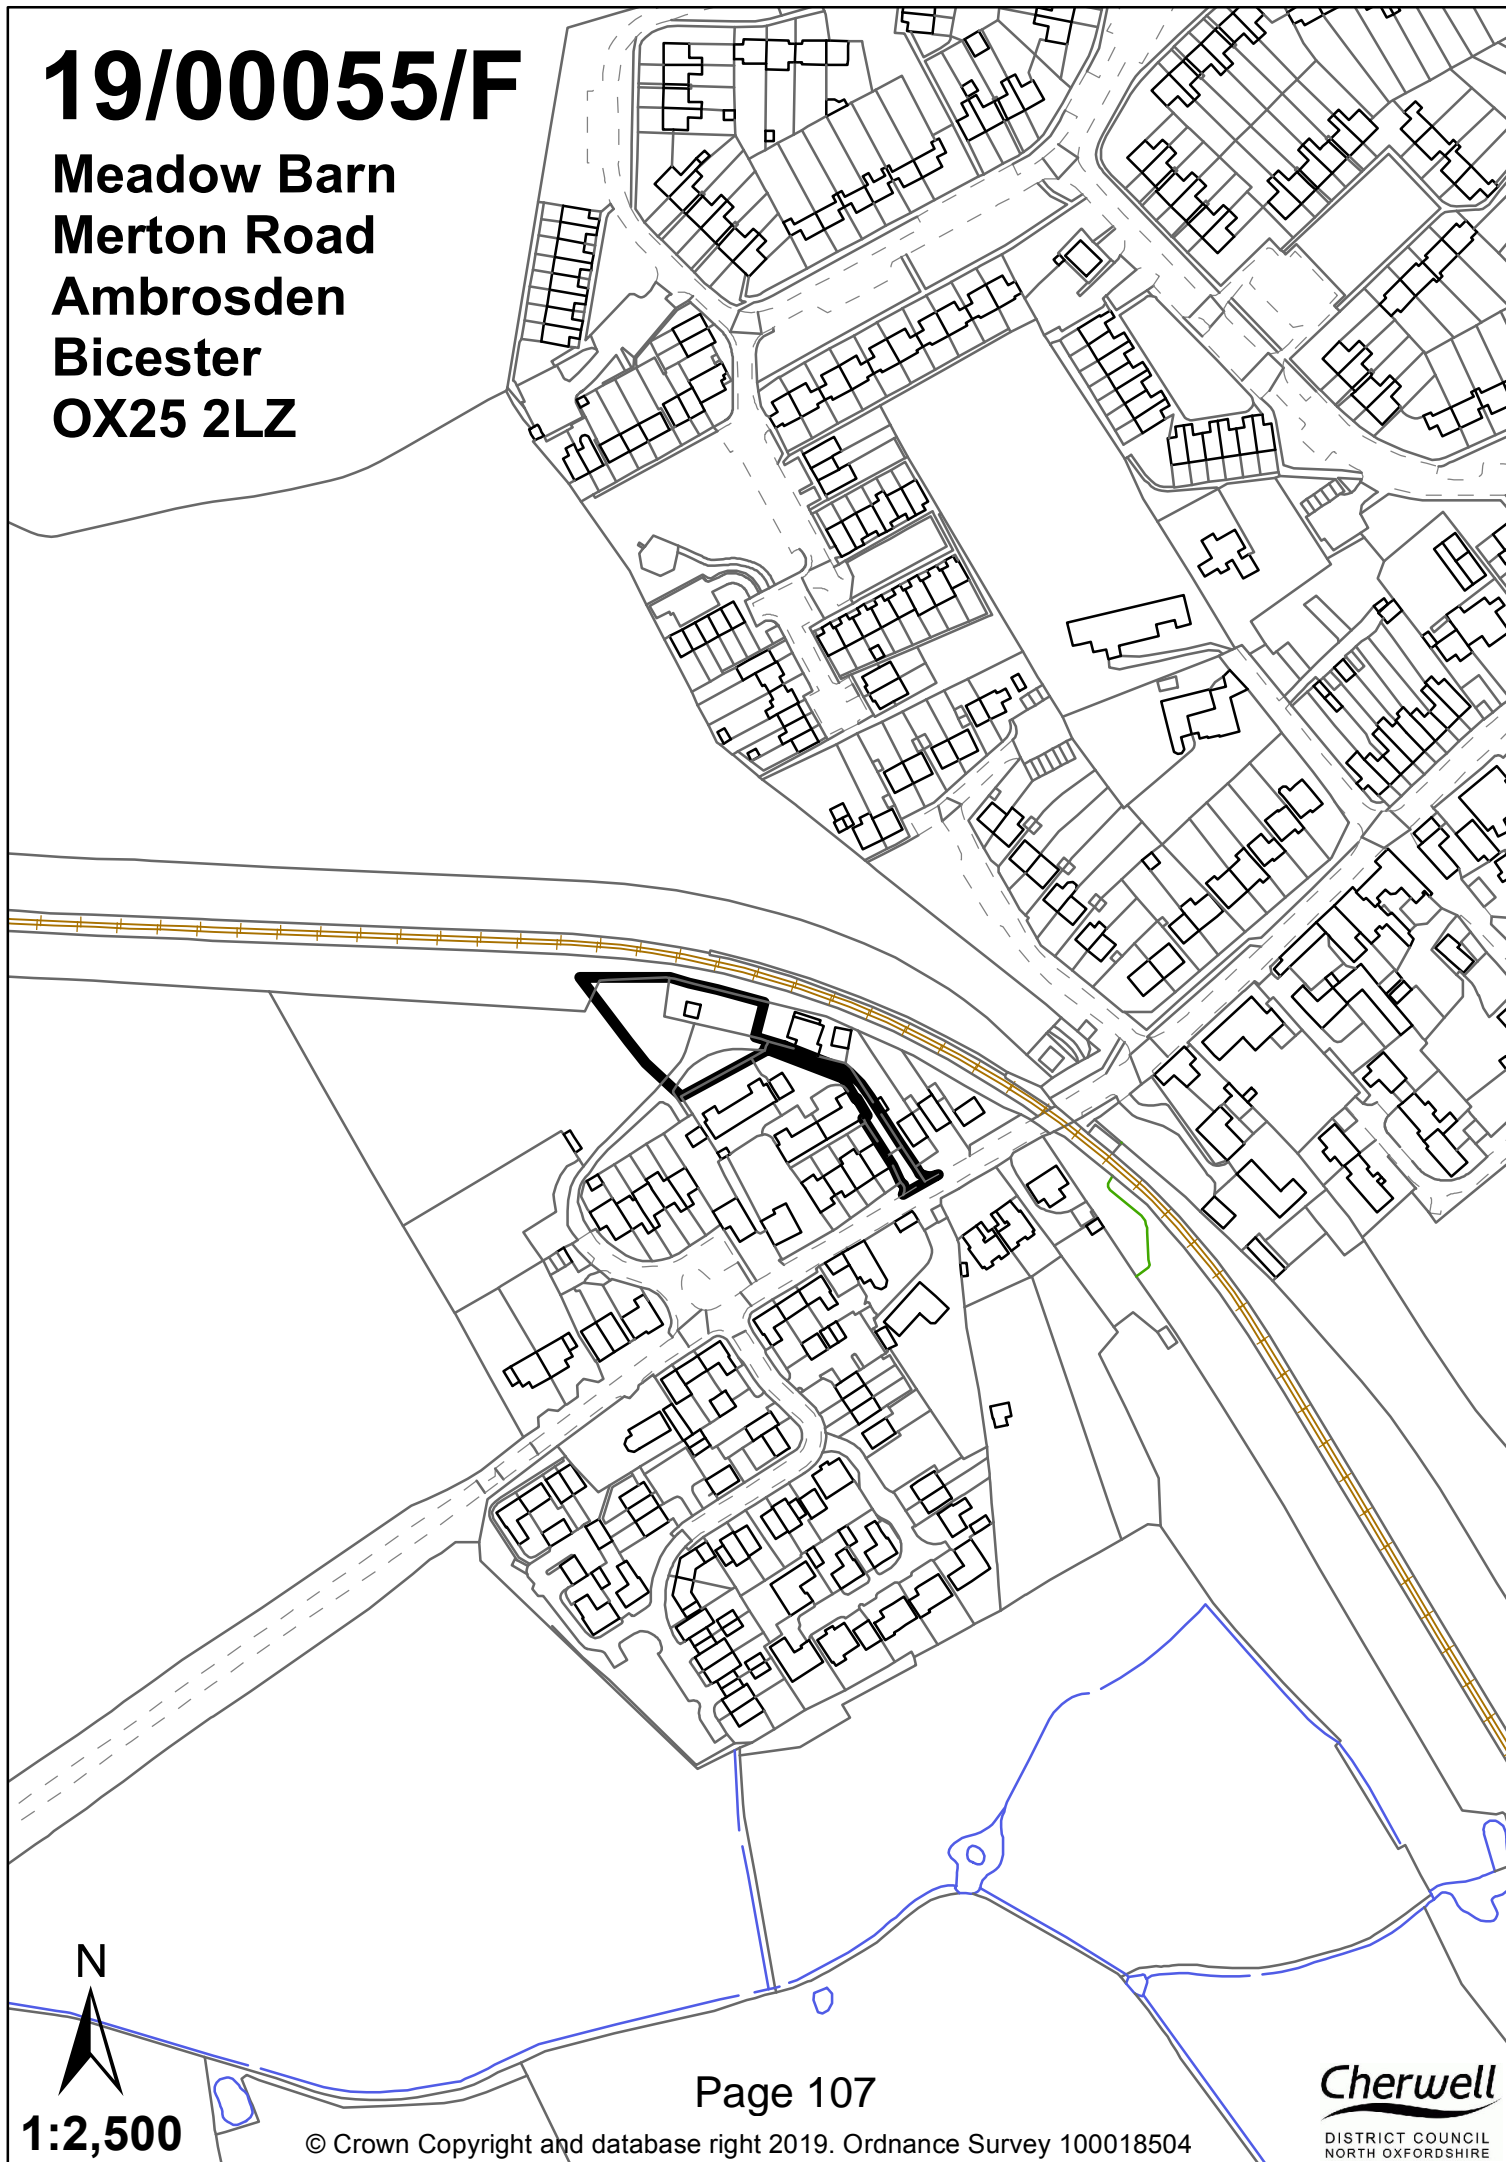 19/00055/F
Meadow Barn
Merton Road
Ambrosden
Bicester
OX25 2LZ
N
1:2,500
Page 107
© Crown Copyright and database right 2019. Ordnance Survey 100018504
Cherwell
DISTRICT COUNCIL
NORTH OXFORDSHIRE